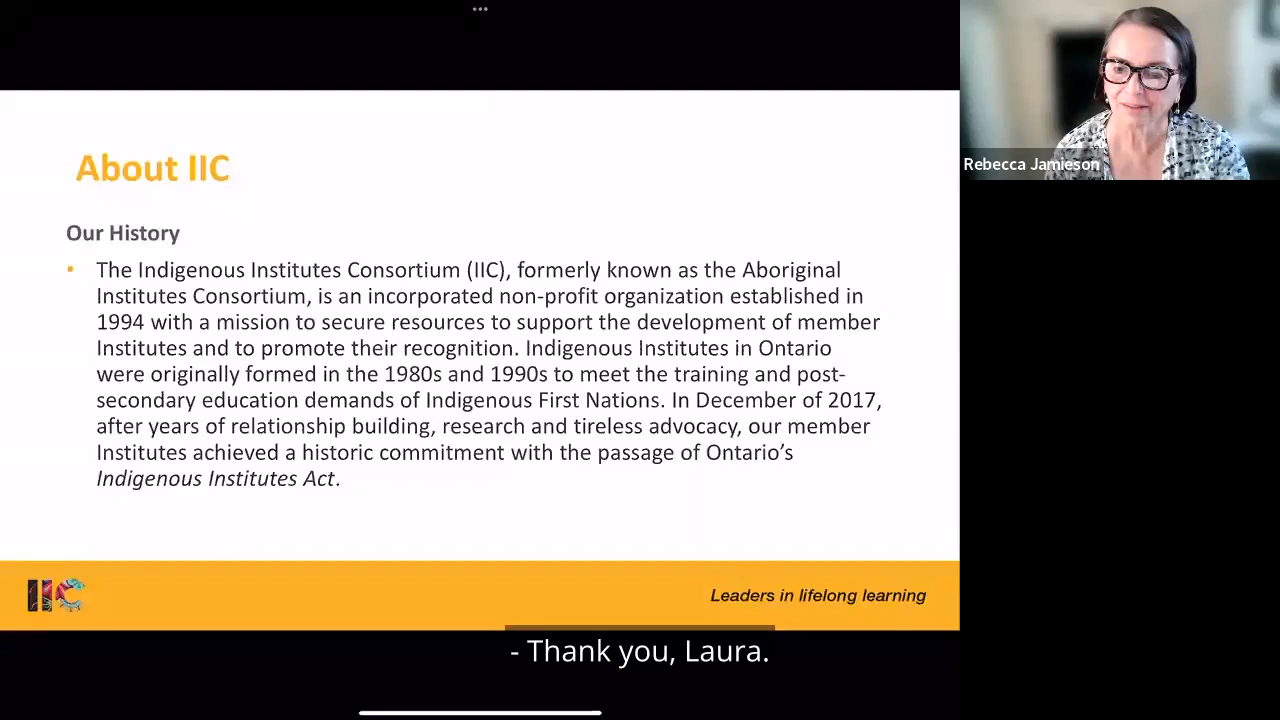 About IIC
Our History
• The Indigenous Institutes Consortium (IIC), formerly known as the Aboriginal
Institutes Consortium, is an incorporated non-profit organization established in
1994 with a mission to secure resources to support the development of member
Institutes and to promote their recognition. Indigenous Institutes in Ontario
were originally formed in the 1980s and 1990s to meet the training and post-
secondary education demands of Indigenous First Nations. In December of 2017,
after years of relationship building, research and tireless advocacy, our member
Institutes achieved a historic commitment with the passage of Ontario’s
Indigenous Institutes Act.
IIC
Leaders in lifelong learning
Rebecca Jamieson
- Thank you, Laura.